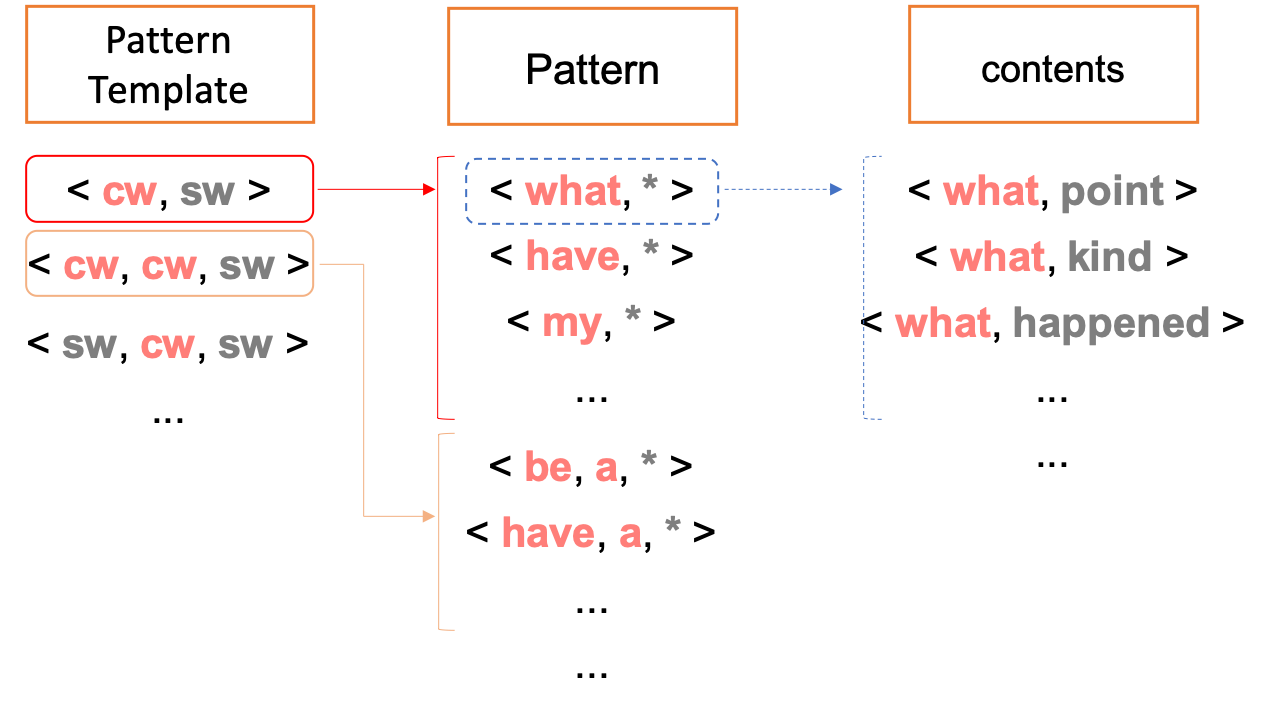 Pattern
Template
Pattern
contents
< cw, sw >
< cw, cw, sw >
< sw, cw, sw >
...
< what, * >
< have, * >
< my, * >
...
< be, a, * >
< have, a, * >
...
...
< what, point >
< what, kind >
< what, happened >
...
...